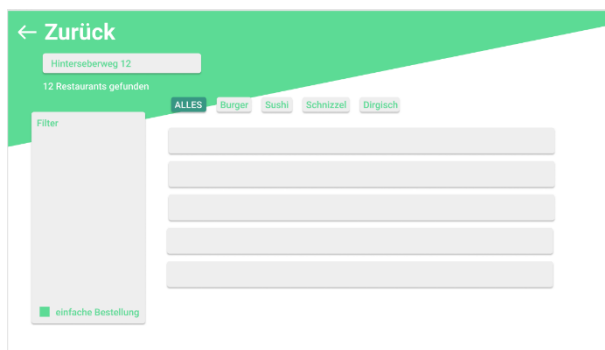 ← Zurück
Hinterseberweg 12
12 Restaurants gefunden
ALLES Burger Sushi Schnizzel Dirgisch
Filter
einfache Bestellung